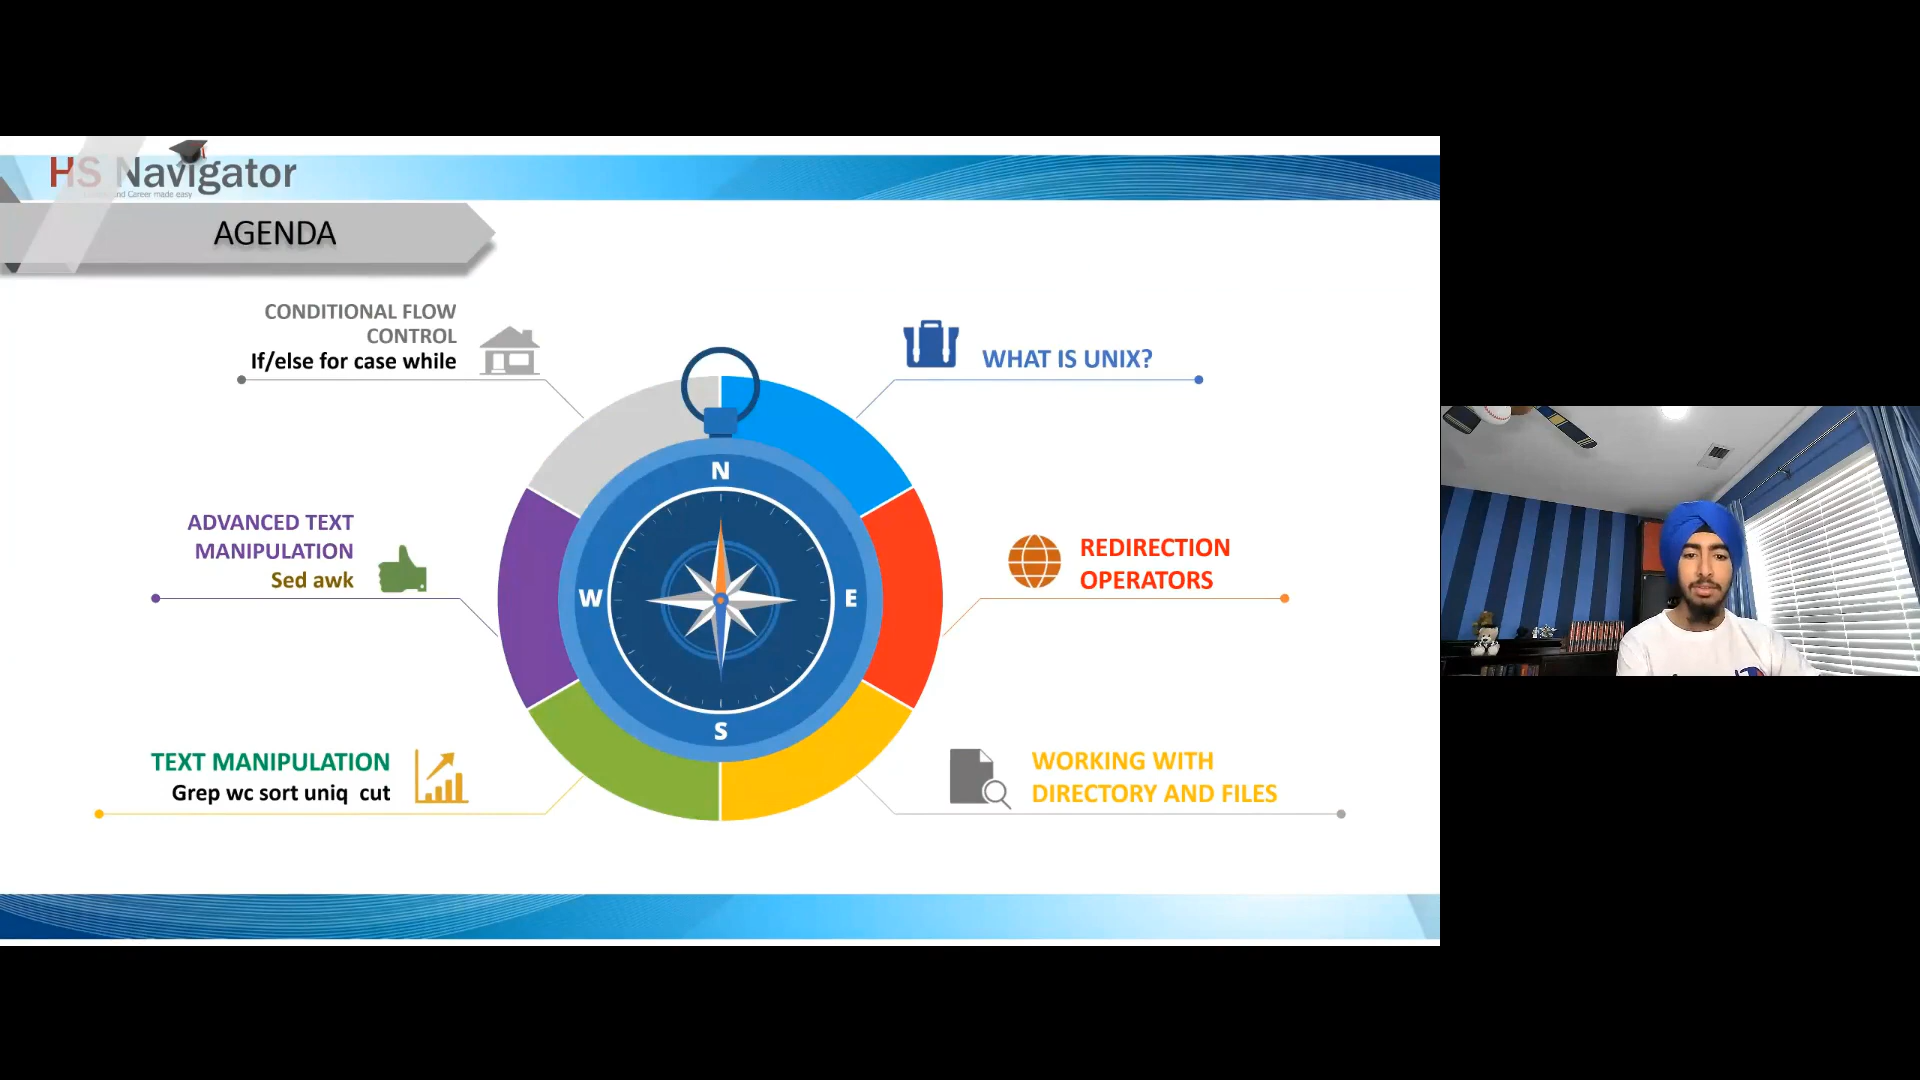 HS Navigator
and Career made easy
AGENDA
CONDITIONAL FLOW
CONTROL
If/else for case while
WHAT IS UNIX?
ADVANCED TEXT
MANIPULATION
Sed awk
REDIRECTION
OPERATORS
TEXT MANIPULATION
Grep wc sort uniq cut
WORKING WITH
DIRECTORY AND FILES
N
W
E
S